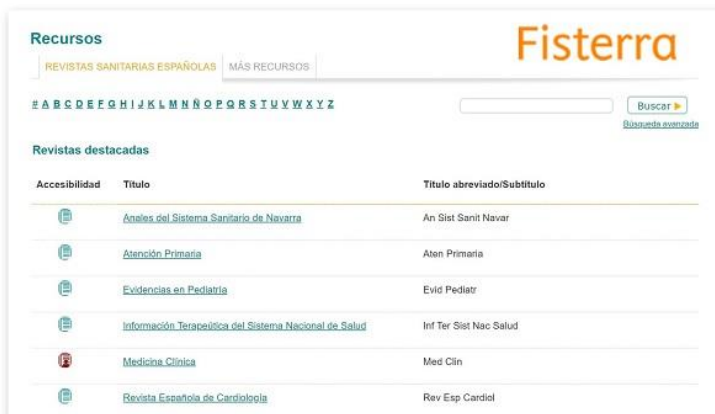 Recursos
Fisterra
REVISTAS SANITARIAS ESPAÑOLAS MÁS RECURSOS
# A B C D E F G H I J K L M N Ñ O P Q R S T U V W X Y Z
Buscar
Búsqueda avanzada
Revistas destacadas
Accesibilidad Título Título abreviado/Subtítulo
Anales del Sistema Sanitario de Navarra An Sist Sanit Navar
Atención Primaria Aten Primaria
Evidencias en Pediatría Evid Pediatr
Información Terapeútica del Sistema Nacional de Salud Inf Ter Sist Nac Salud
Medicina Clínica Med Clin
Revista Española de Cardiología Rev Esp Cardiol